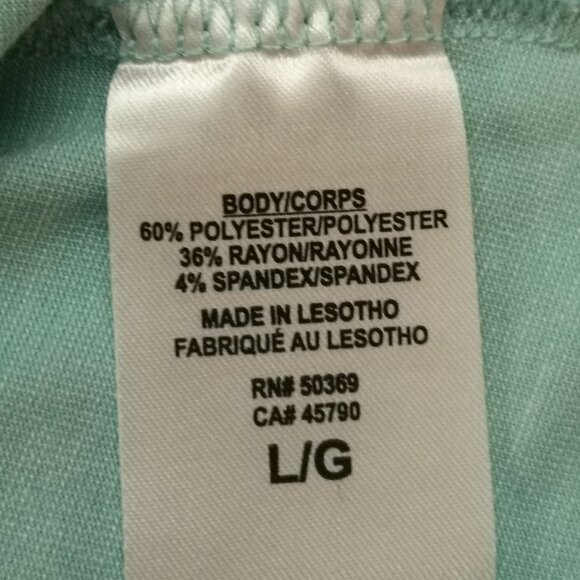 BODY/CORPS
60% POLYESTER/POLYESTER
36% RAYON/RAYONNE
4% SPANDEX/SPANDEX
MADE IN LESOTHO
FABRIQUÉ AU LESOTHO
RN# 50369
CA# 45790
L/G